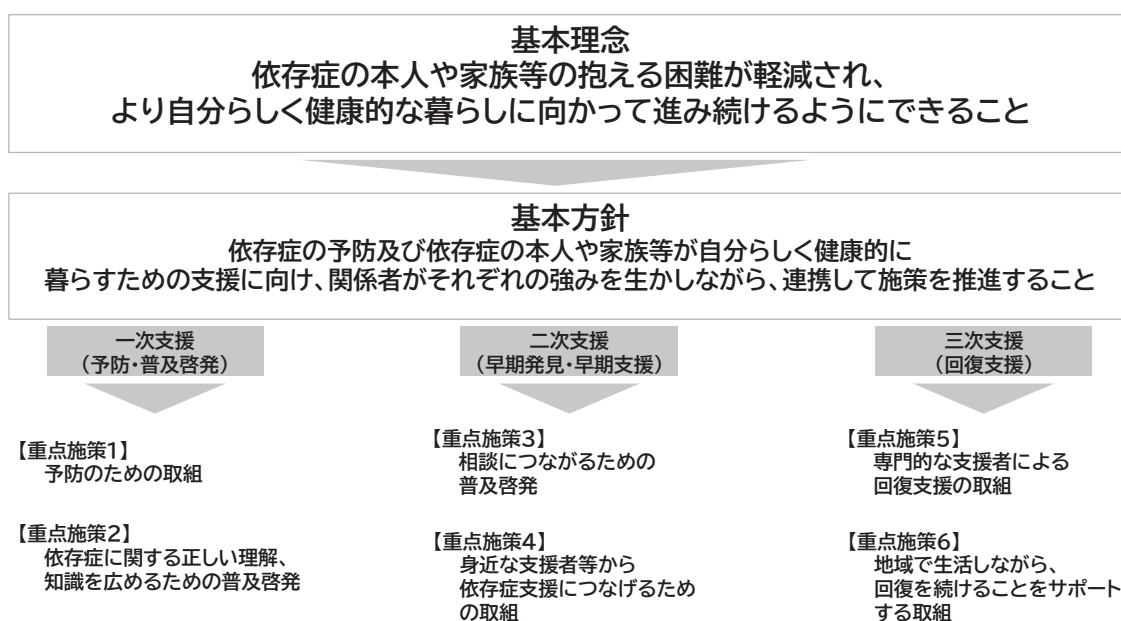 基本理念
依存症の本人や家族等の抱える困難が軽減され、
より自分らしく健康的な暮らしに向かって進み続けるようにできること
基本方針
依存症の予防及び依存症の本人や家族等が自分らしく健康的に
暮らすための支援に向け、関係者がそれぞれの強みを生かしながら、連携して施策を推進すること
一次支援
（予防・普及啓発）
【重点施策1】
予防のための取組
【重点施策2】
依存症に関する正しい理解、
知識を広めるための普及啓発
二次支援
（早期発見・早期支援）
【重点施策3】
相談につながるための
普及啓発
【重点施策4】
身近な支援者等から
依存症支援につなげるため
の取組
三次支援
（回復支援）
【重点施策5】
専門的な支援者による
回復支援の取組
【重点施策6】
地域で生活しながら、
回復を続けることをサポート
する取組